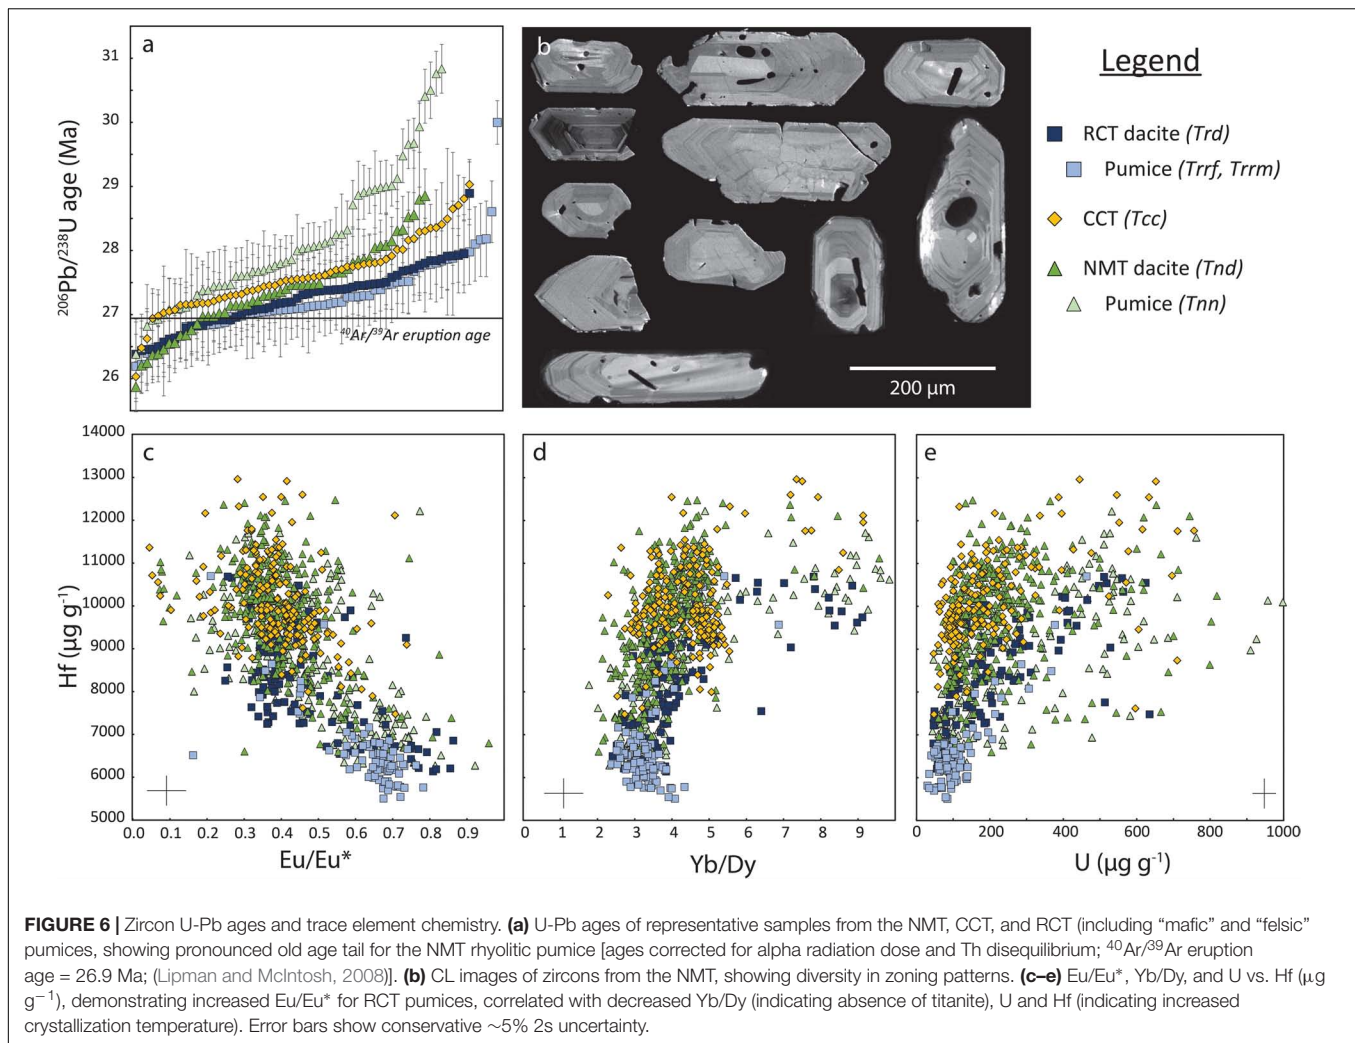 a
206Pb/238U age (Ma)
31
30
29
28
27
26
40Ar/39Ar eruption age
b
200 µm
Legend
RCT dacite (Trd)
Pumice (Trrf, Trrm)
CCT (Tcc)
NMT dacite (Tnd)
Pumice (Tnn)
Hf (µg g-1)
14000
13000
12000
11000
10000
9000
8000
7000
6000
5000
c
0.0 0.1 0.2 0.3 0.4 0.5 0.6 0.7 0.8 0.9
Eu/Eu*
d
1 2 3 4 5 6 7 8 9
Yb/Dy
e
0 200 400 600 800 1000
U (µg g-1)
FIGURE 6 | Zircon U-Pb ages and trace element chemistry. (a) U-Pb ages of representative samples from the NMT, CCT, and RCT (including “mafic” and “felsic”
pumices, showing pronounced old age tail for the NMT rhyolitic pumice [ages corrected for alpha radiation dose and Th disequilibrium; 40Ar/39Ar eruption
age = 26.9 Ma; (Lipman and McIntosh, 2008)]. (b) CL images of zircons from the NMT, showing diversity in zoning patterns. (c–e) Eu/Eu*, Yb/Dy, and U vs. Hf (µg
g−1), demonstrating increased Eu/Eu* for RCT pumices, correlated with decreased Yb/Dy (indicating absence of titanite), U and Hf (indicating increased
crystallization temperature). Error bars show conservative ∼5% 2s uncertainty.